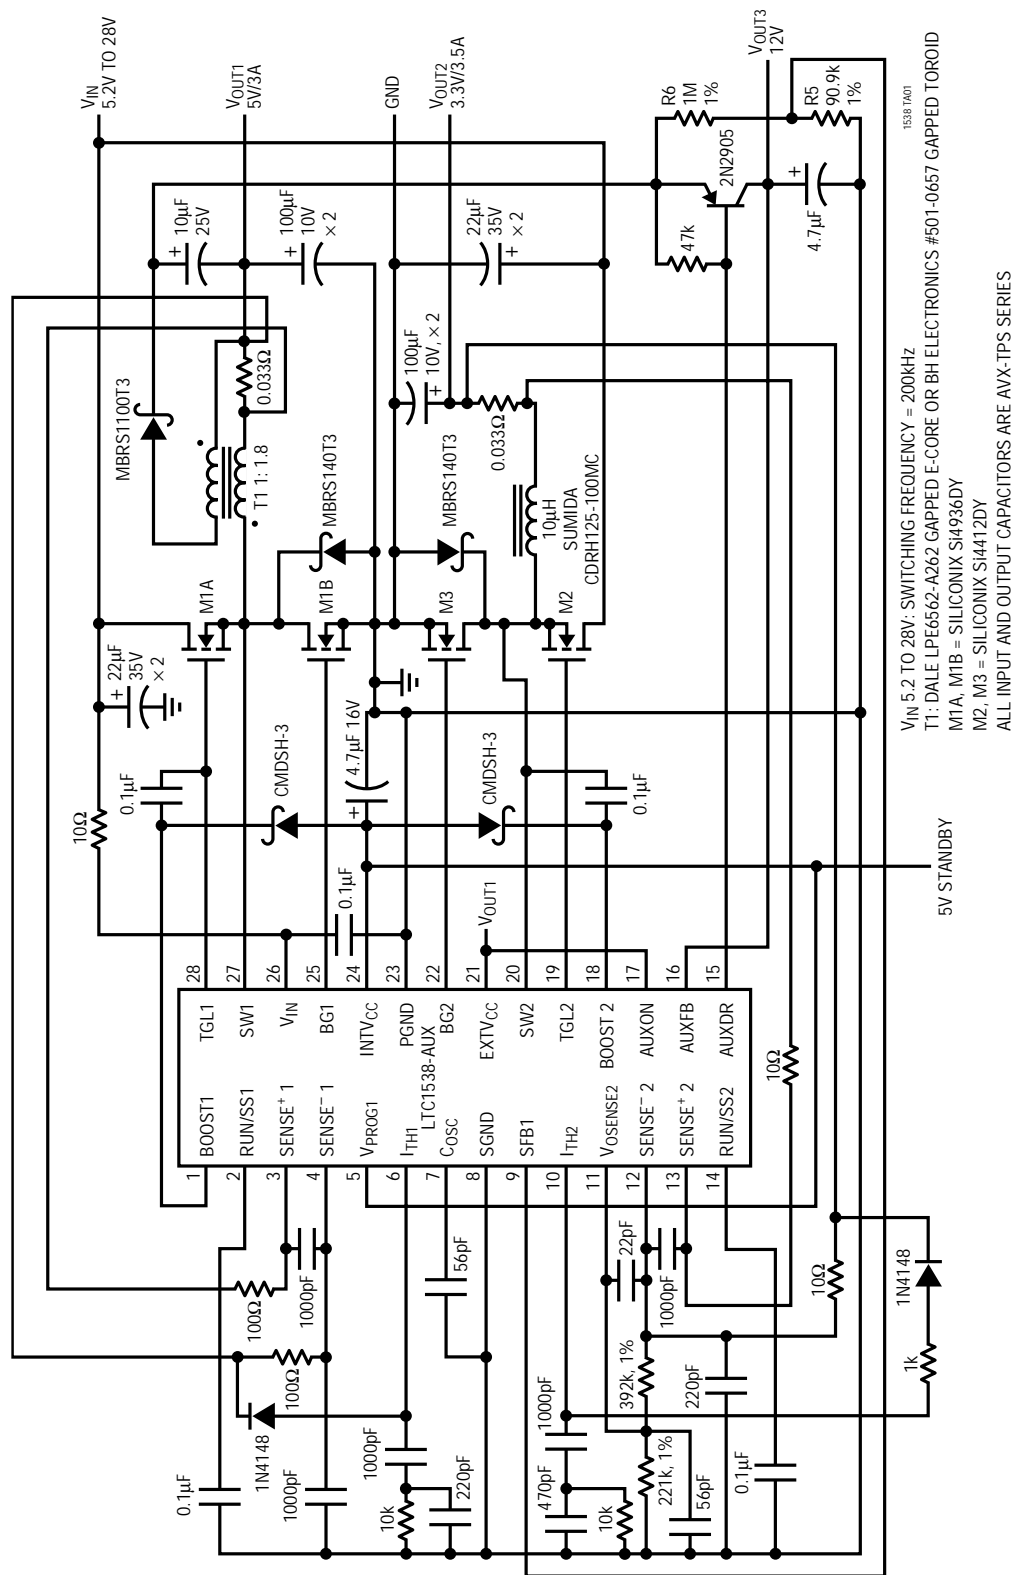 VIN
5.2V TO 28V
VOUT1
5V/3A
GND
VOUT2
3.3V/3.5A
VOUT3
12V
MBRS1100T3
+ 10µF
25V
+ 100µF
10V
× 2
22µF
35V
+ × 2
R6
1M
1%
R5
90.9k
1%
2N2905
47k
+
4.7µF
0.033Ω
T1 1: 1.8
MBRS140T3
100µF
+ 10V, × 2
MBRS140T3
0.033Ω
10µH
SUMIDA
CDRH125-100MC
+ 22µF
35V
× 2
M1A
M1B
M3
M2
10Ω
0.1µF
CMDSH-3
4.7µF 16V
+
CMDSH-3
0.1µF
0.1µF
VOUT1
5V STANDBY
28
27
26
25
24
23
22
21
20
19
18
17
16
15
TGL1
SW1
VIN
BG1
INTVCC
PGND
LTC1538-AUX
BG2
EXTVCC
SW2
TGL2
BOOST 2
AUXON
AUXFB
AUXDR
BOOST1
RUN/SS1
SENSE+ 1
SENSE– 1
VPROG1
ITH1
COSC
SGND
SFB1
ITH2
VOSENSE2
SENSE– 2
SENSE+ 2
RUN/SS2
1
2
3
4
5
6
7
8
9
10
11
12
13
14
10Ω
100Ω
1000pF
100Ω
1N4148
0.1µF
1000pF
1000pF
10k
220pF
56pF
22pF
1000pF
392k, 1%
1000pF
470pF
10k
221k, 1%
56pF
220pF
0.1µF
10Ω
1N4148
1k
VIN 5.2 TO 28V: SWITCHING FREQUENCY = 200kHz
T1: DALE LPE6562-A262 GAPPED E-CORE OR BH ELECTRONICS #501-0657 GAPPED TOROID
M1A, M1B = SILICONIX Si4936DY
M2, M3 = SILICONIX Si4412DY
ALL INPUT AND OUTPUT CAPACITORS ARE AVX-TPS SERIES
1538 TA01